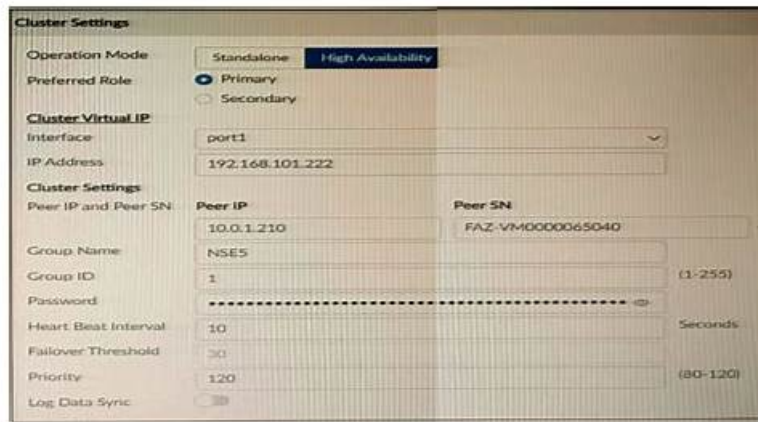 Cluster Settings
Operation Mode Standalone High Availability
Preferred Role Primary
Secondary
Cluster Virtual IP
Interface port1
IP Address 192.168.101.222
Cluster Settings
Peer IP and Peer SN Peer IP Peer SN
10.0.1.210 FAZ-VM0000065040
Group Name NSE5
Group ID 1 (1-255)
Password ••••••••••••••••••••••••••••••••••••••••••••
Heart Beat Interval 10 Seconds
Failover Threshold 30
Priority 120 (80-120)
Log Data Sync